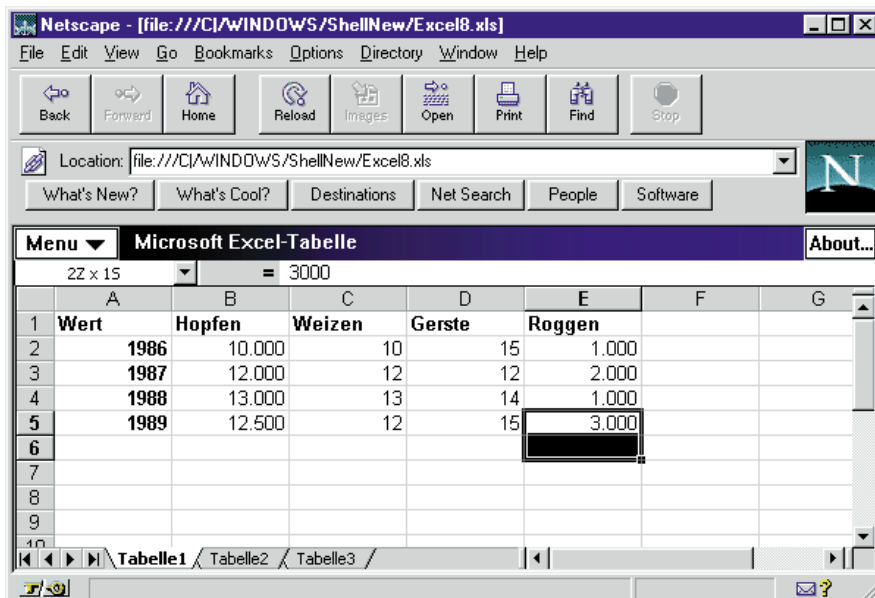 Netscape - [file:///C|/WINDOWS/ShellNew/Excel8.xls]
File Edit View Go Bookmarks Options Directory Window Help
Back Forward Home Reload Images Open Print Find Stop
Location: file:///C|/WINDOWS/ShellNew/Excel8.xls
N
What's New? What's Cool? Destinations Net Search People Software
Menu Microsoft Excel-Tabelle About...
2Z x 1S = 3000
A B C D E F G
1 Wert Hopfen Weizen Gerste Roggen
2 1986 10.000 10 15 1.000
3 1987 12.000 12 12 2.000
4 1988 13.000 13 14 1.000
5 1989 12.500 12 15 3.000
6
7
8
9
10
Tabelle1 Tabelle2 Tabelle3
?